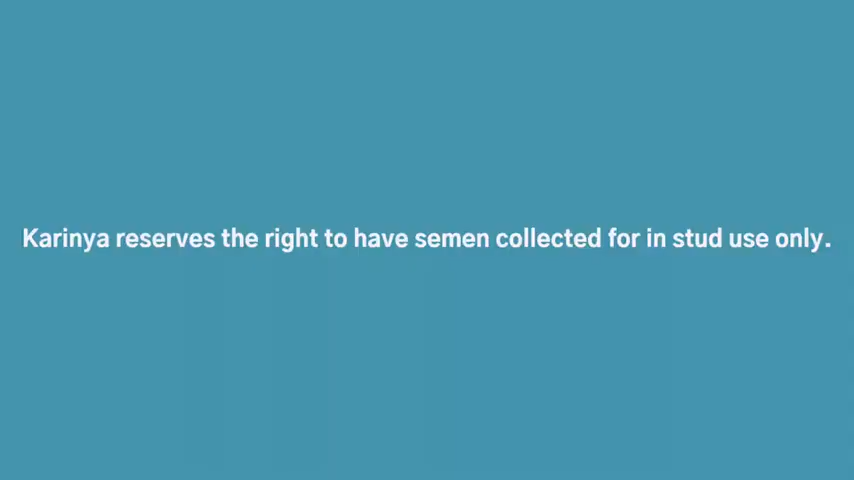 Karinya reserves the right to have semen collected for in stud use only.